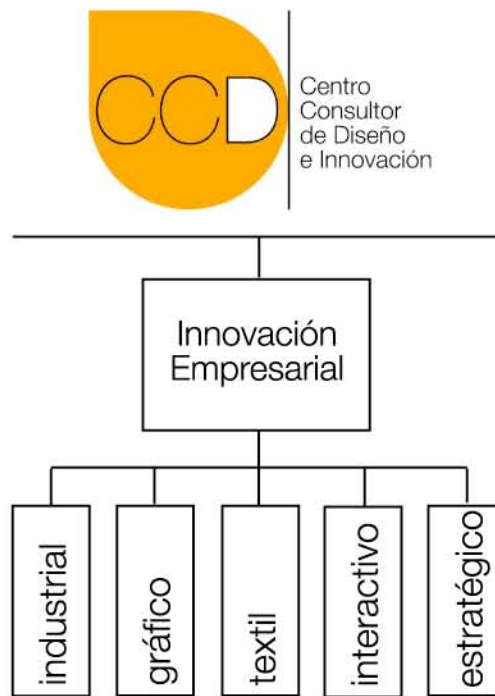 CCD
Centro
Consultor
de Diseño
e Innovación
Innovación
Empresarial
industrial
gráfico
textil
interactivo
estratégico